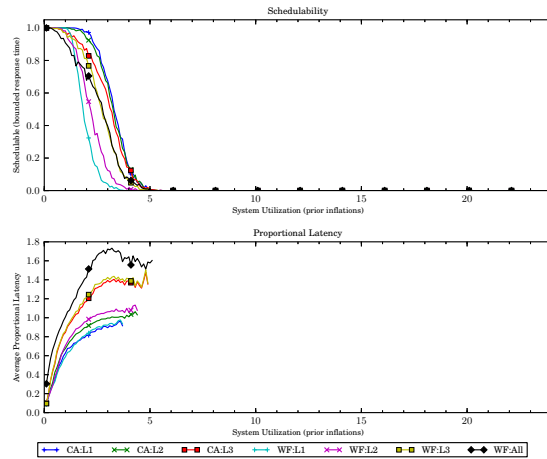 Schedulability
Schedulable (bounded response time)
1.0
0.8
0.6
0.4
0.2
0.0
0 5 10 15 20
System Utilization (prior inflations)
Proportional Latency
Average Proportional Latency
1.8
1.6
1.4
1.2
1.0
0.8
0.6
0.4
0.2
0.0
0 5 10 15 20
System Utilization (prior inflations)
CA:L1 CA:L2 CA:L3 WF:L1 WF:L2 WF:L3 WF:All